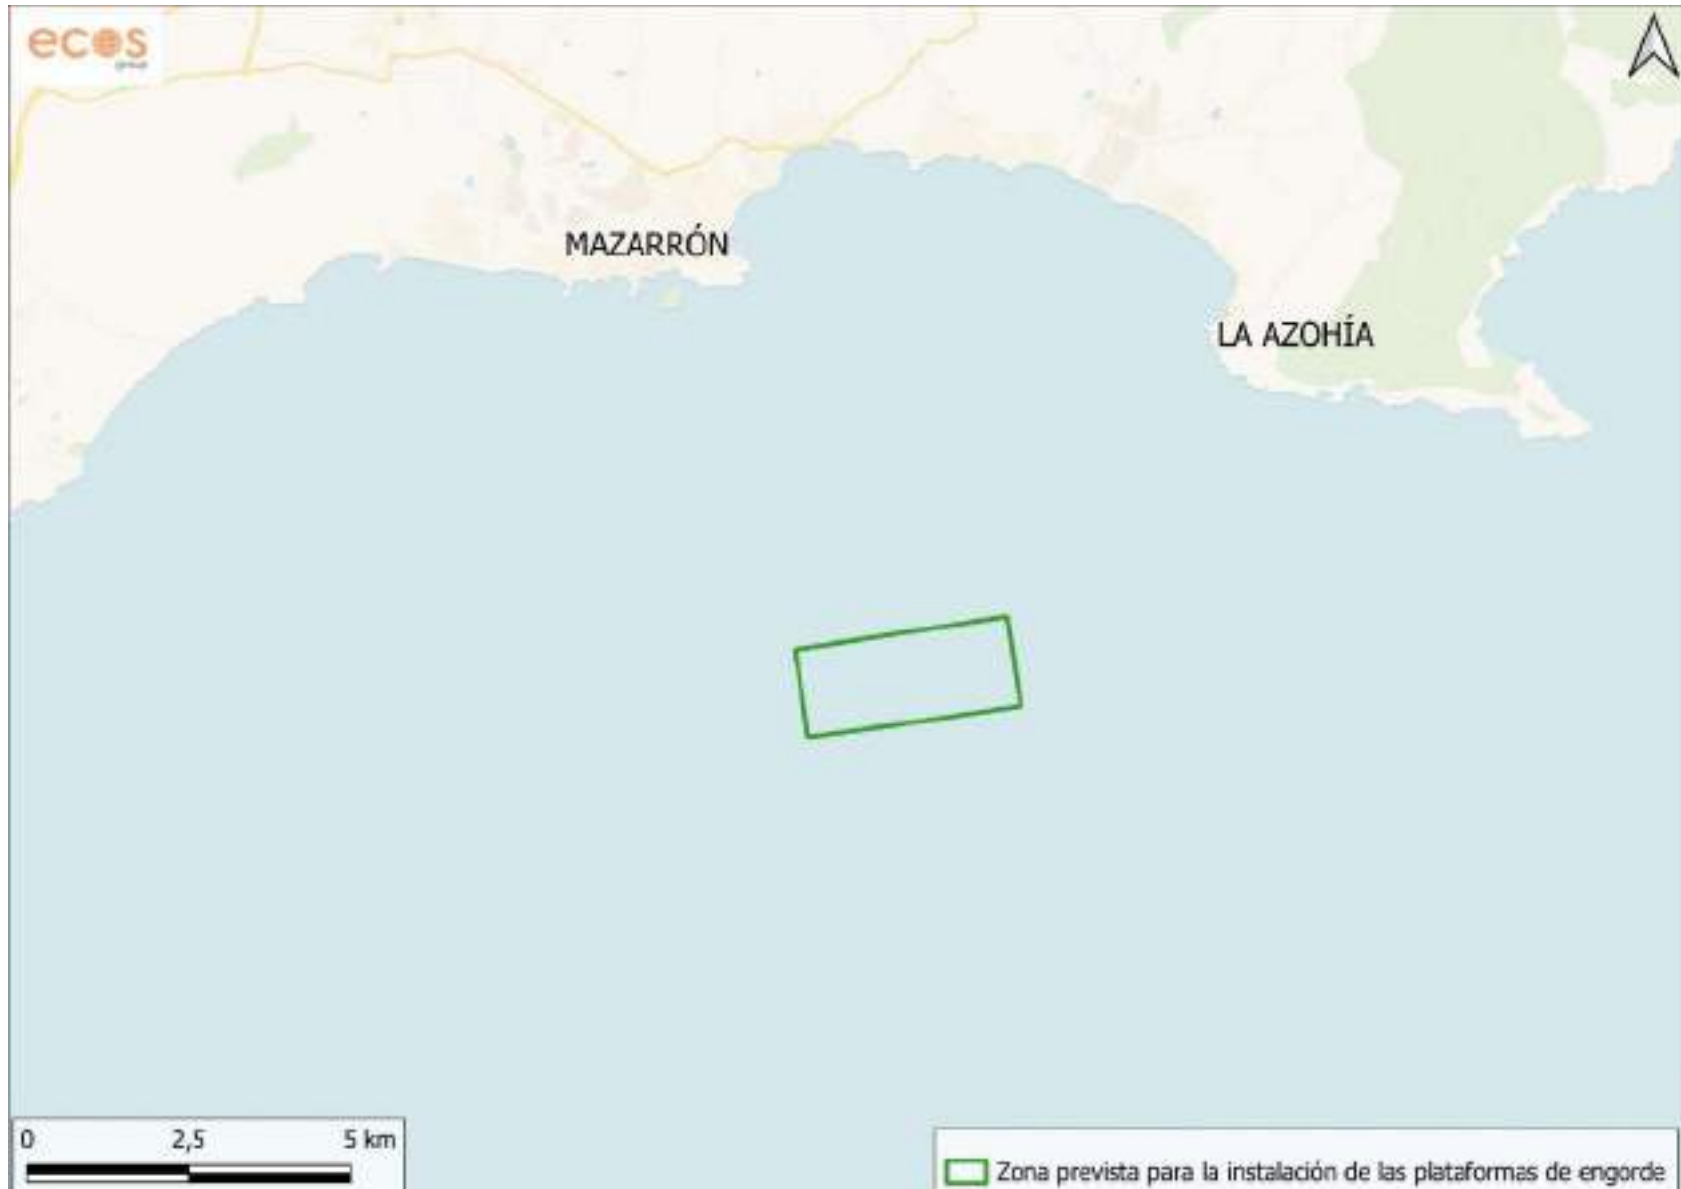 ecos
group
MAZARRÓN
LA AZOHÍA
0 2,5 5 km
Zona prevista para la instalación de las plataformas de engorde